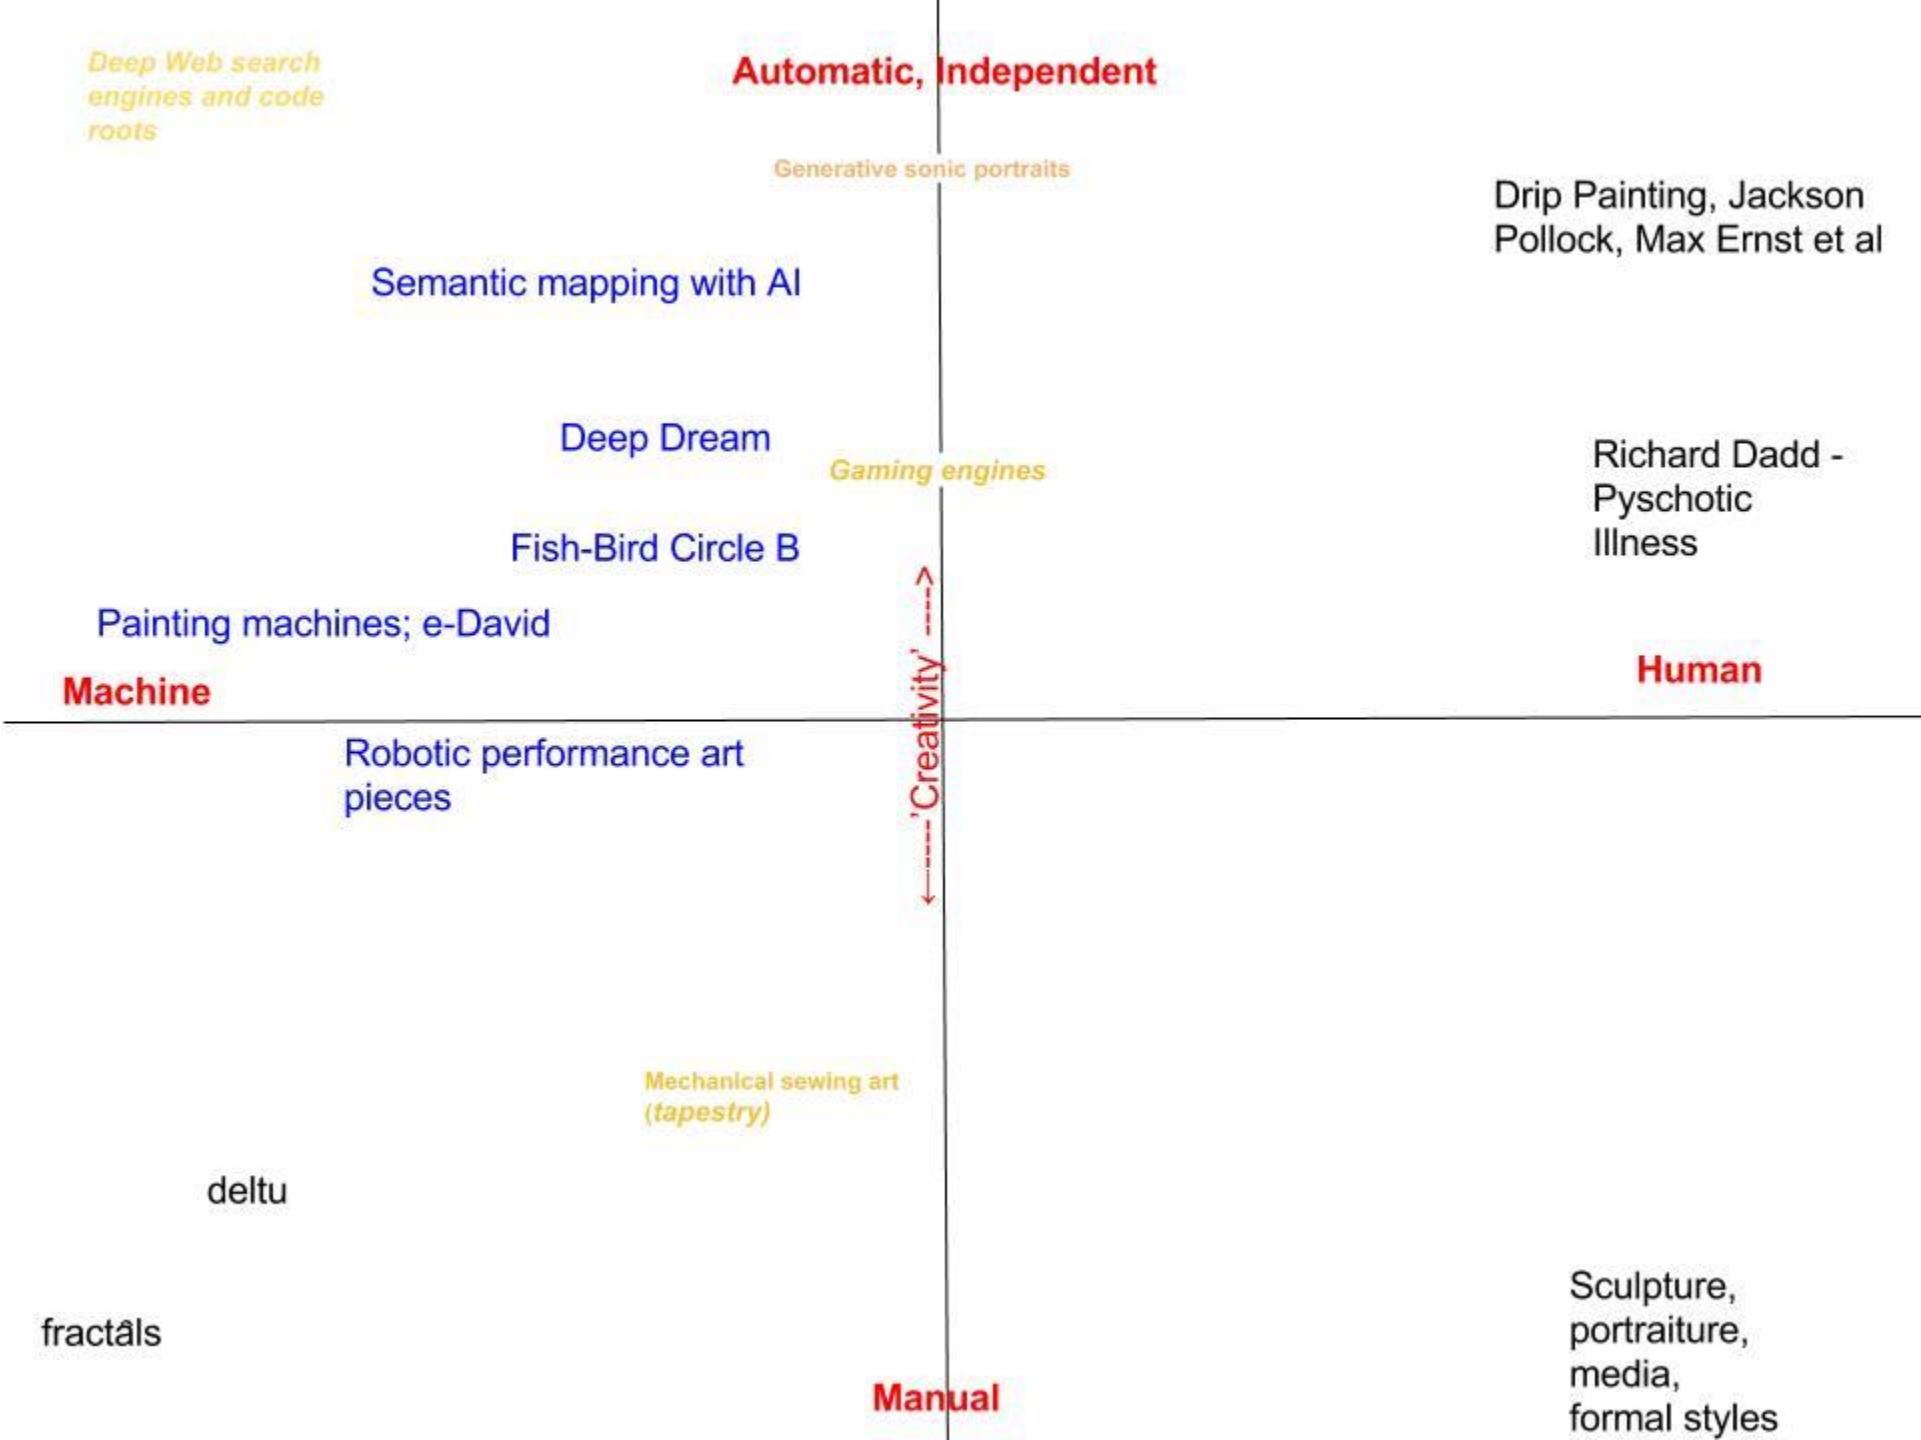 Deep Web search
engines and code
roots
Automatic, Independent
Generative sonic portraits
Drip Painting, Jackson
Pollock, Max Ernst et al
Semantic mapping with AI
Deep Dream
Gaming engines
Richard Dadd -
Pyschotic
Illness
Fish-Bird Circle B
Painting machines; e-David
Machine
Human
<------'Creativity' ----->
Robotic performance art
pieces
Mechanical sewing art
(tapestry)
deltu
fractâls
Sculpture,
portraiture,
media,
formal styles
Manual